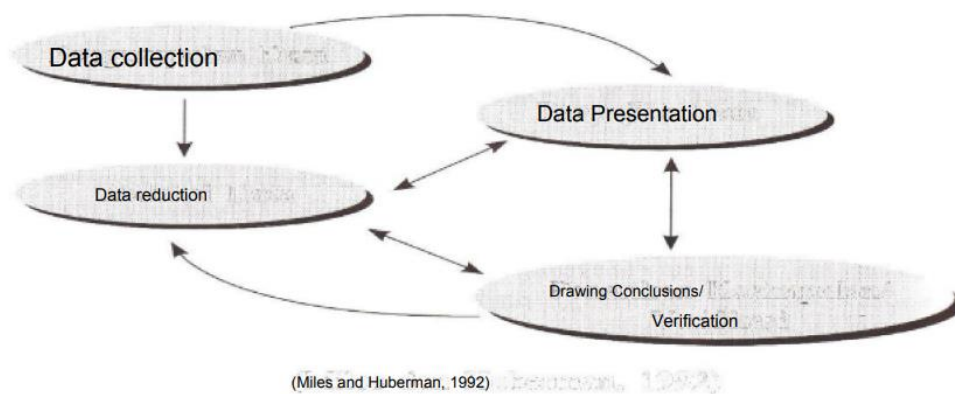 Data collection
Data Presentation
Data reduction
Drawing Conclusions/
Verification
(Miles and Huberman, 1992)